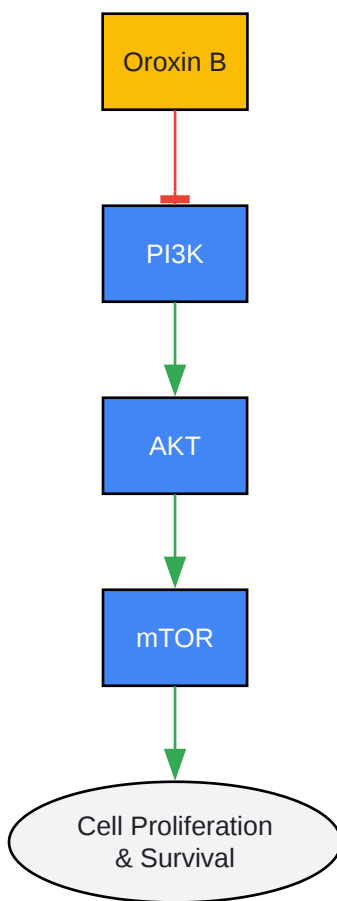 Oroxin B
PI3K
AKT
mTOR
Cell Proliferation
& Survival